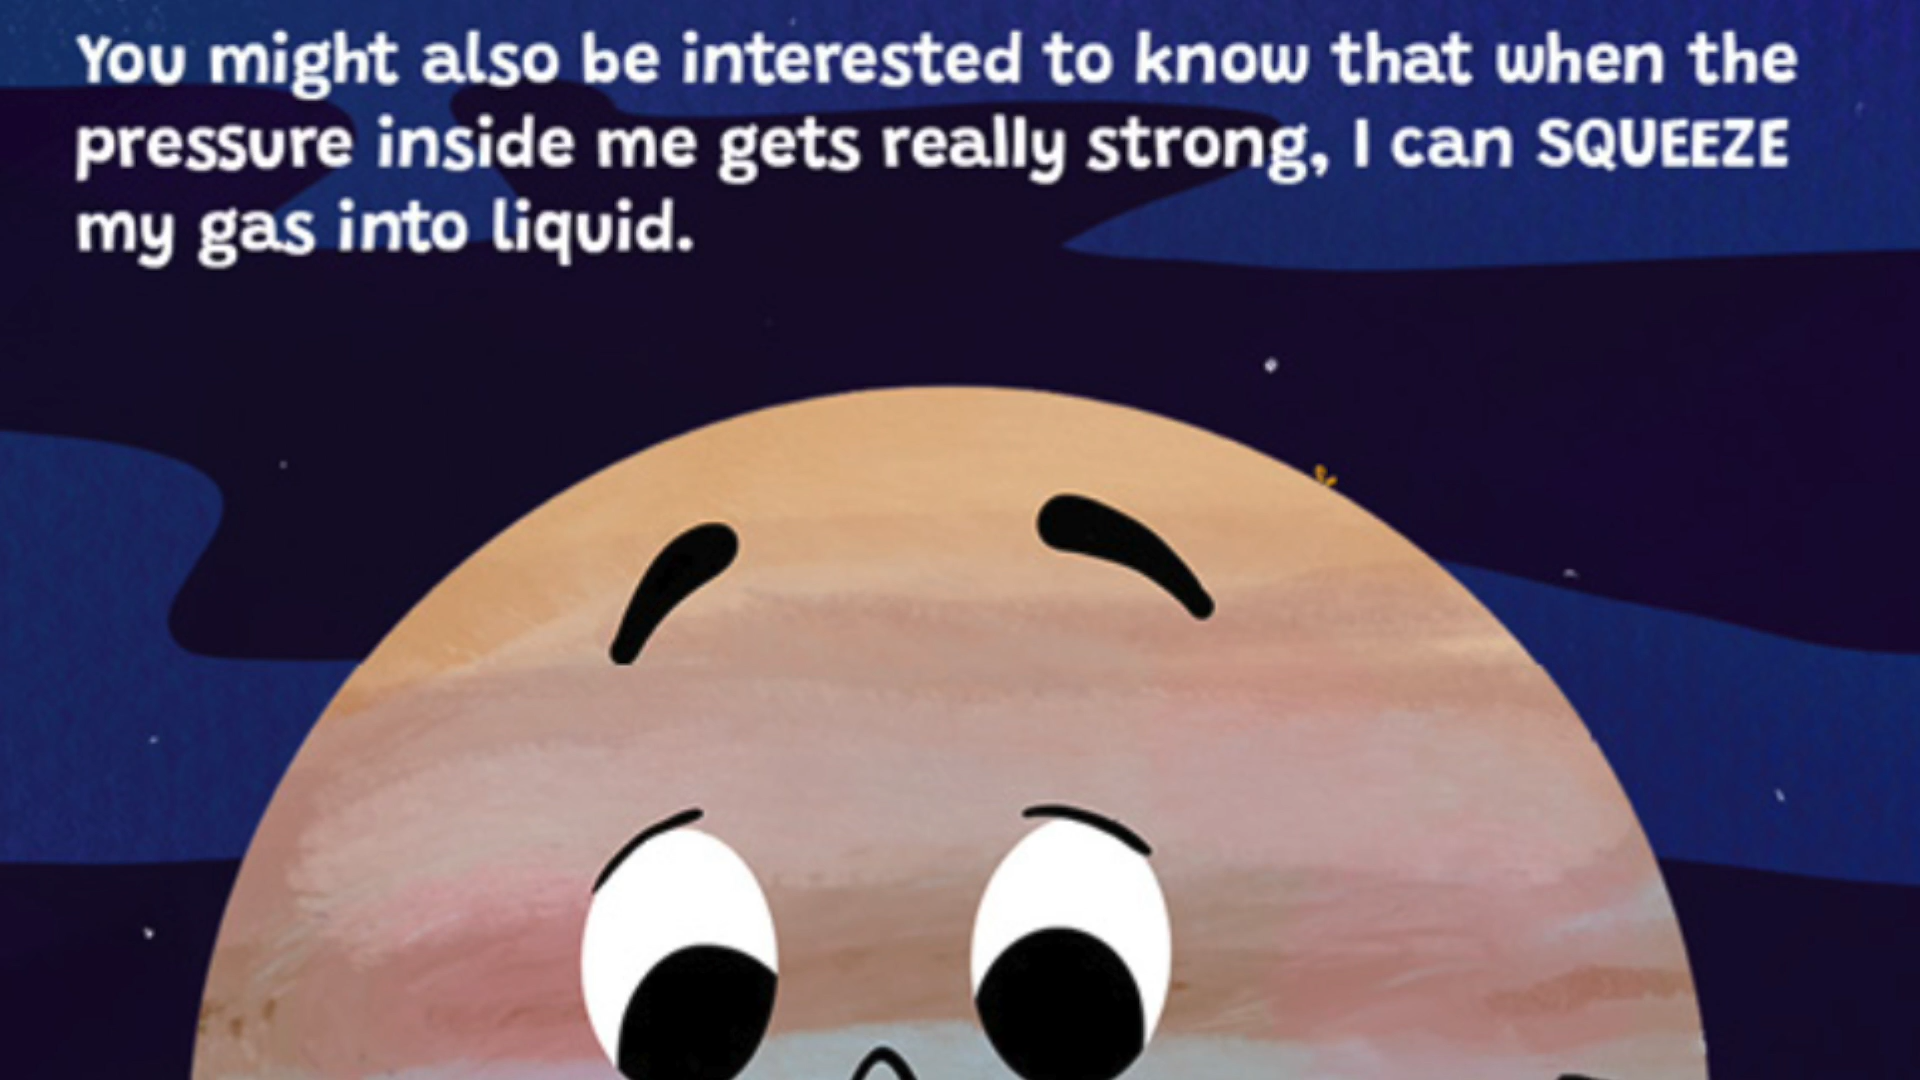 You might also be interested to know that when the
pressure inside me gets really strong, I can SQUEEZE
my gas into liquid.